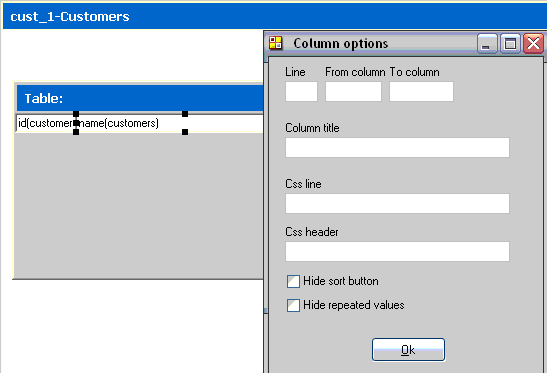 cust_1-Customers
Column options
Line From column To column
Table:
id(customer name(customers)
Column title
Css line
Css header
Hide sort button
Hide repeated values
Ok